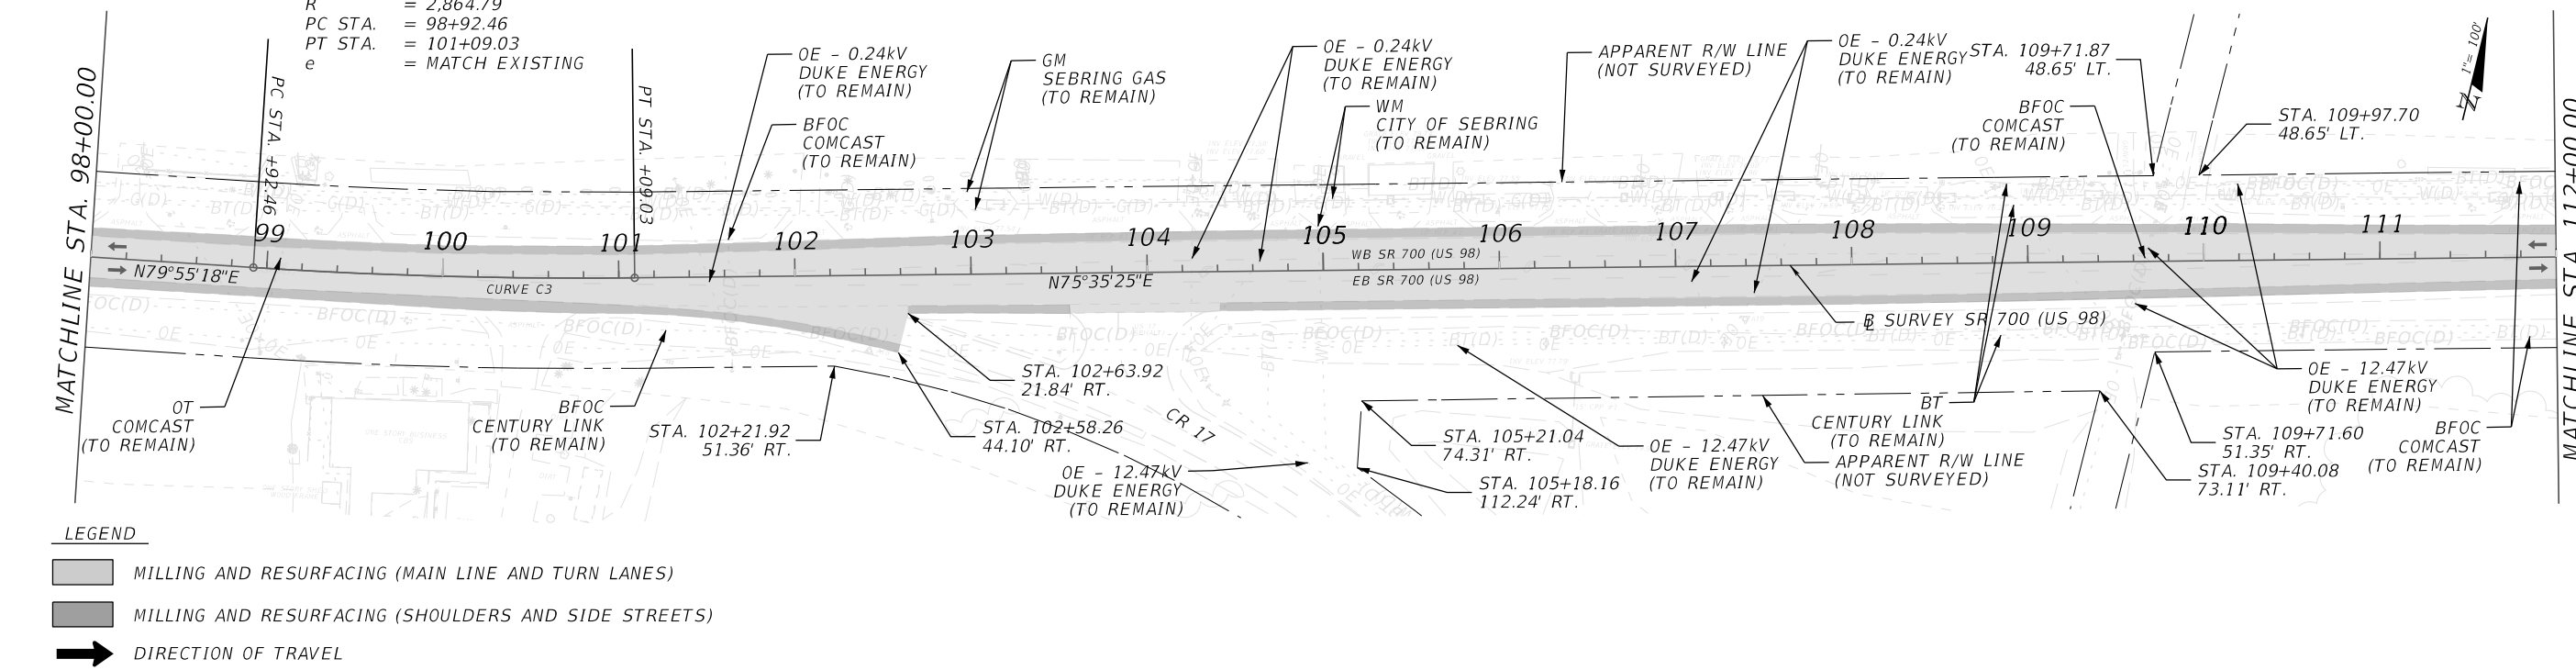 R = 2,864.79
PC STA. = 98+92.46
PT STA. = 101+09.03
e = MATCH EXISTING
MATCHLINE STA. 98+00.00
PC STA. +92.46
PT STA. +09.03
OE - 0.24kV
DUKE ENERGY
(TO REMAIN)
BFOC
COMCAST
(TO REMAIN)
GM
SEBRING GAS
(TO REMAIN)
OE - 0.24kV
DUKE ENERGY
(TO REMAIN)
WM
CITY OF SEBRING
(TO REMAIN)
APPARENT R/W LINE
(NOT SURVEYED)
OE - 0.24kV
DUKE ENERGY
(TO REMAIN)
STA. 109+71.87
48.65' LT.
BFOC
COMCAST
(TO REMAIN)
STA. 109+97.70
48.65' LT.
1"= 100'
N
MATCHLINE STA. 112+00.00
99
100
101
102
103
104
105
106
107
108
109
110
111
N79°55'18"E
CURVE C3
N75°35'25"E
WB SR 700 (US 98)
EB SR 700 (US 98)
BL SURVEY SR 700 (US 98)
OT
COMCAST
(TO REMAIN)
BFOC
CENTURY LINK
(TO REMAIN)
STA. 102+21.92
51.36' RT.
STA. 102+63.92
21.84' RT.
STA. 102+58.26
44.10' RT.
CR 17
OE - 12.47kV
DUKE ENERGY
(TO REMAIN)
STA. 105+21.04
74.31' RT.
STA. 105+18.16
112.24' RT.
OE - 12.47kV
DUKE ENERGY
(TO REMAIN)
BT
CENTURY LINK
(TO REMAIN)
APPARENT R/W LINE
(NOT SURVEYED)
OE - 12.47kV
DUKE ENERGY
(TO REMAIN)
STA. 109+71.60
51.35' RT.
STA. 109+40.08
73.11' RT.
BFOC
COMCAST
(TO REMAIN)
LEGEND
MILLING AND RESURFACING (MAIN LINE AND TURN LANES)
MILLING AND RESURFACING (SHOULDERS AND SIDE STREETS)
DIRECTION OF TRAVEL